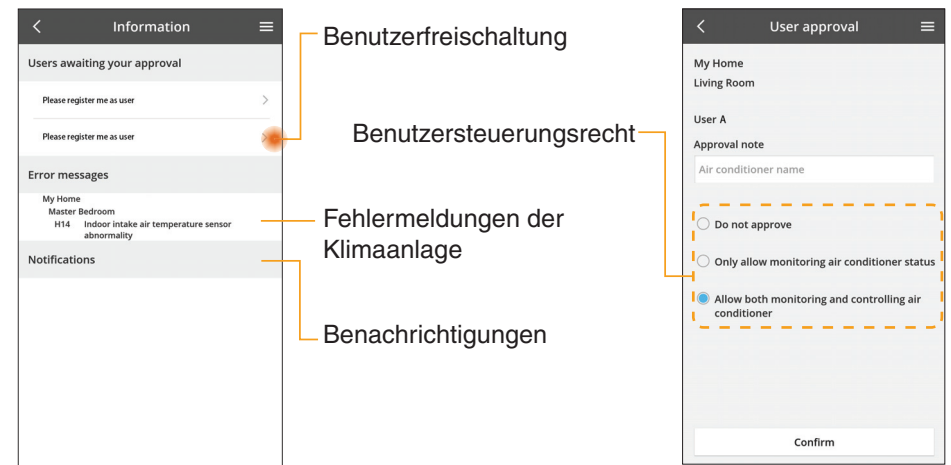 Information
Users awaiting your approval
Please register me as user
Please register me as user
Error messages
My Home
Master Bedroom
H14 Indoor intake air temperature sensor
abnormality
Notifications
Benutzerfreischaltung
Benutzersteuerungsrecht
Fehlermeldungen der
Klimaanlage
Benachrichtigungen
User approval
My Home
Living Room
User A
Approval note
Air conditioner name
Do not approve
Only allow monitoring air conditioner status
Allow both monitoring and controlling air
conditioner
Confirm